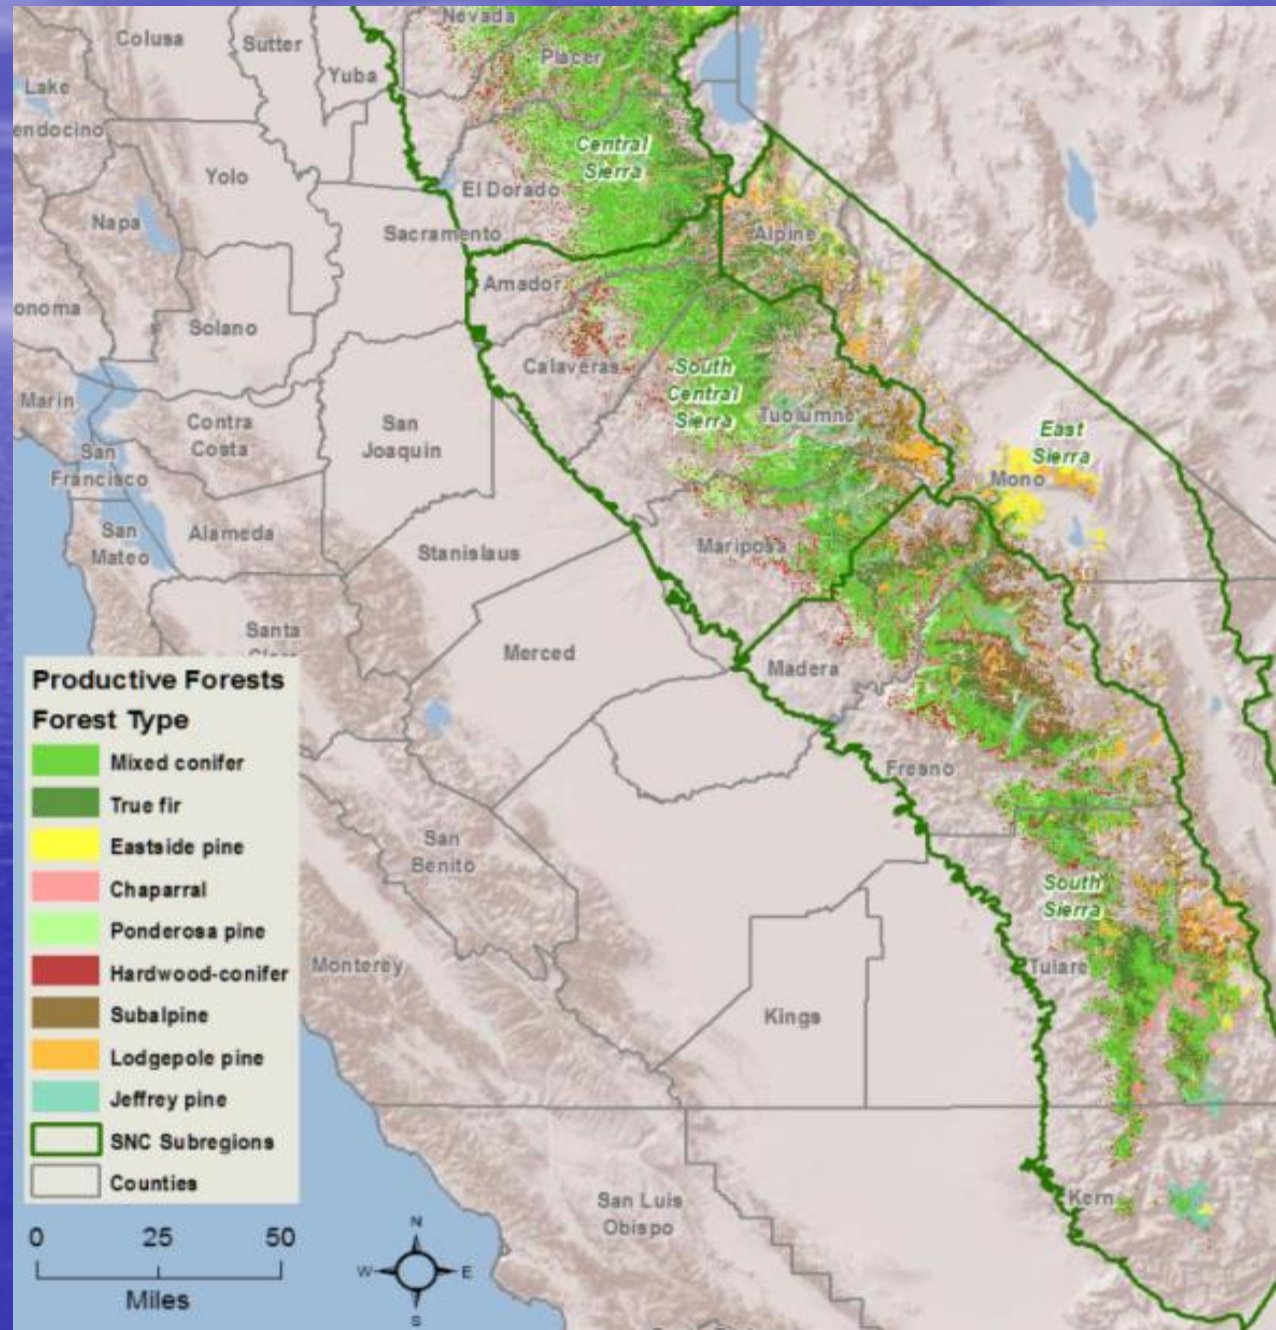 Nevada
Colusa
Sutter
Placer
Yuba
Lake
endocino
Central
Sierra
Yolo
El Dorado
Napa
Sacramento
Alpine
Amador
onoma
Solano
Calaveras
South
Central
Sierra
Tuolumne
Marin
Contra
Costa
San
Joaquin
East
Sierra
San
Francisco
Mono
San
Mateo
Alameda
Stanislaus
Mariposa
Santa
Merced
Madera
Productive Forests
Forest Type
Mixed conifer
True fir
Eastside pine
Chaparral
Ponderosa pine
Hardwood-conifer
Subalpine
Lodgepole pine
Jeffrey pine
SNC Subregions
Counties
Fresno
San
Benito
South
Sierra
Monterey
Tulare
Kings
Kern
San Luis
Obispo
0 25 50
Miles
N
W E
S